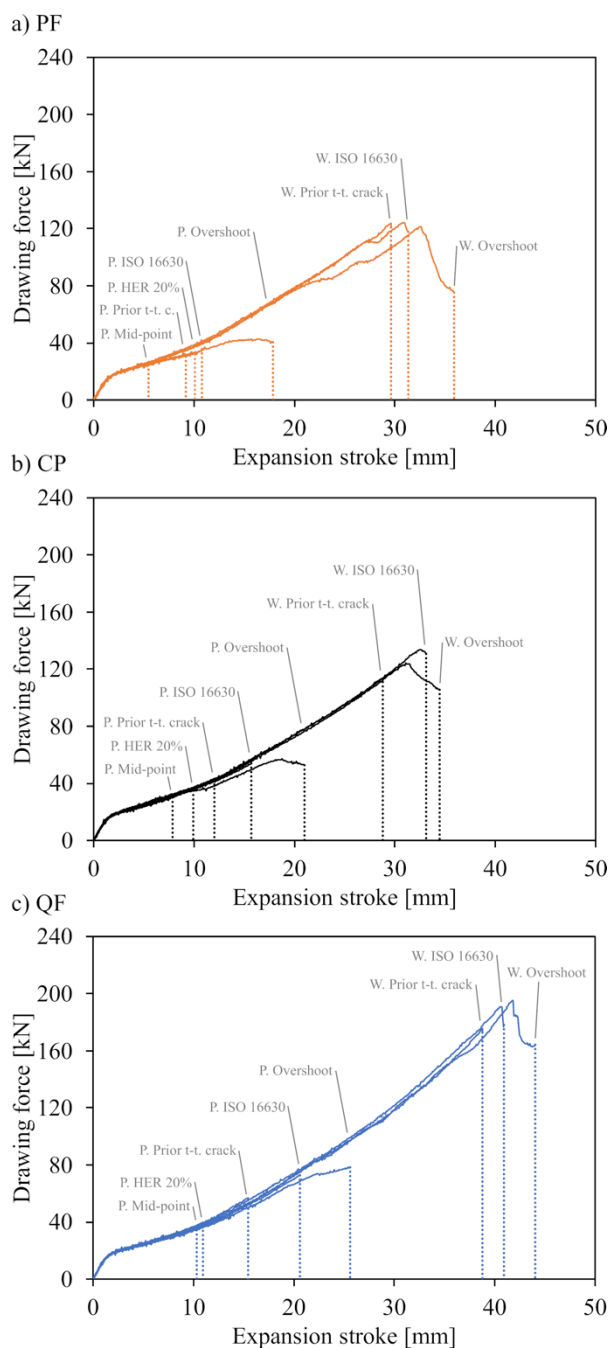 a) PF
240
200
160
120
80
40
0
Drawing force [kN]
W. ISO 16630
W. Prior t-t. crack
P. Overshoot
W. Overshoot
P. ISO 16630
P. HER 20%
P. Prior t-t. c.
P. Mid-point
0 10 20 30 40 50
Expansion stroke [mm]
b) CP
240
200
160
120
80
40
0
Drawing force [kN]
W. ISO 16630
W. Prior t-t. crack
P. Overshoot
W. Overshoot
P. ISO 16630
P. Prior t-t. crack
P. HER 20%
P. Mid-point
0 10 20 30 40 50
Expansion stroke [mm]
c) QF
240
200
160
120
80
40
0
Drawing force [kN]
W. ISO 16630
W. Overshoot
W. Prior t-t. crack
P. Overshoot
P. ISO 16630
P. Prior t-t. crack
P. HER 20%
P. Mid-point
0 10 20 30 40 50
Expansion stroke [mm]